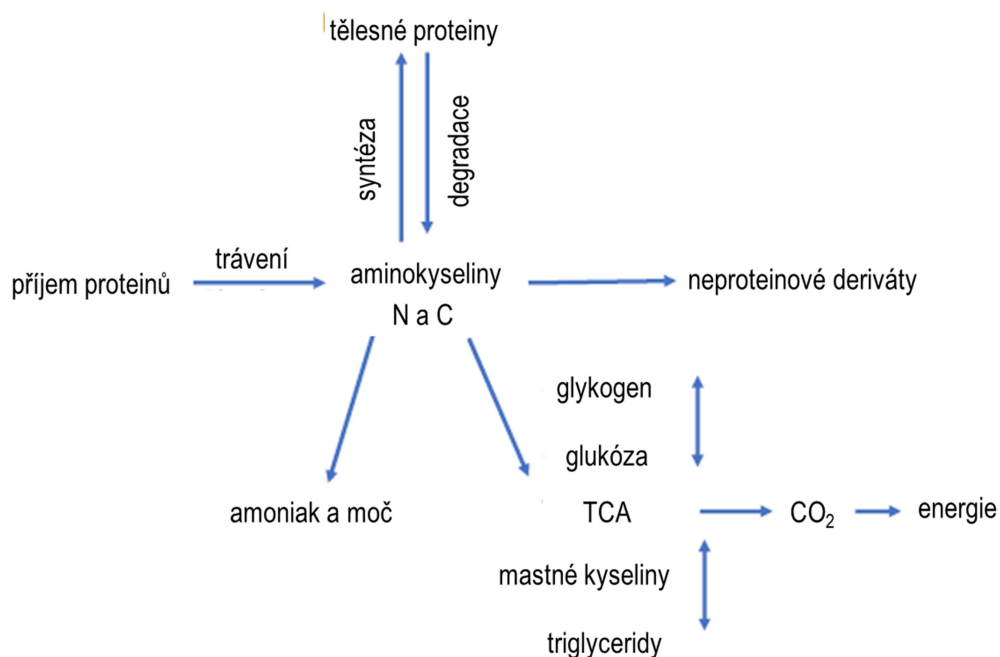 tělesné proteiny
syntéza
degradace
příjem proteinů
trávení
aminokyseliny
N a C
neproteinové deriváty
glykogen
glukóza
amoniak a moč
TCA
CO₂
energie
mastné kyseliny
triglyceridy